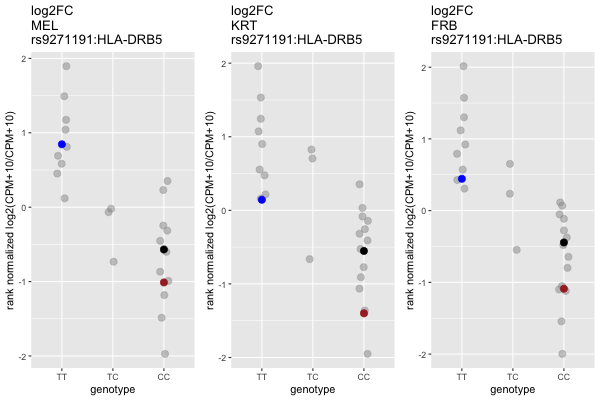 log2FC
MEL
rs9271191:HLA-DRB5
rank normalized log2(CPM+10/CPM+10)
2
1
0
-1
-2
TT
TC
CC
genotype
log2FC
KRT
rs9271191:HLA-DRB5
rank normalized log2(CPM+10/CPM+10)
2
1
0
-1
-2
TT
TC
CC
genotype
log2FC
FRB
rs9271191:HLA-DRB5
rank normalized log2(CPM+10/CPM+10)
2
1
0
-1
-2
TT
TC
CC
genotype